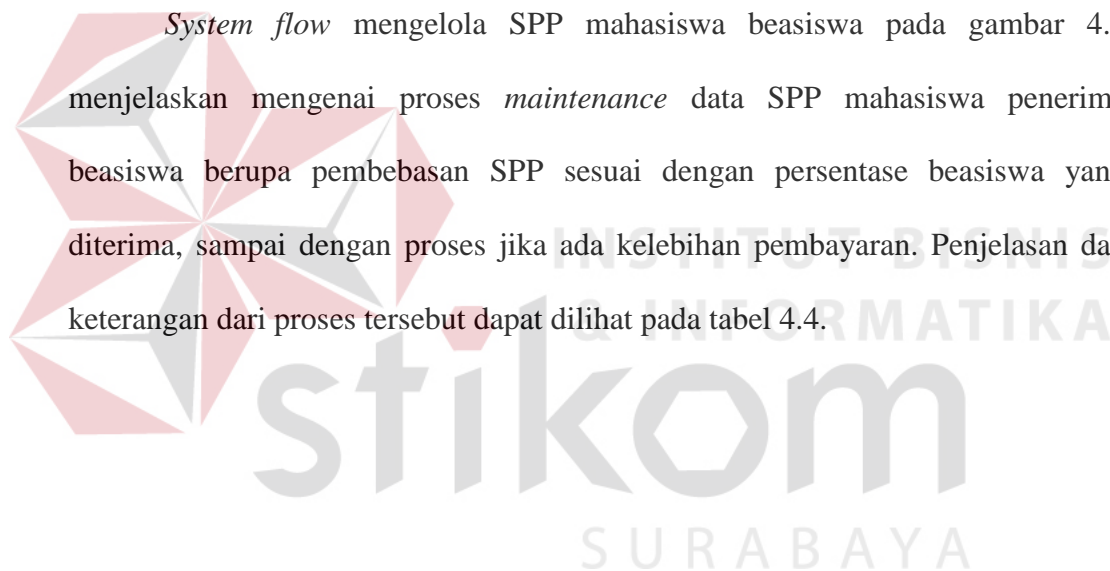 System flow mengelola SPP mahasiswa beasiswa pada gambar 4.
menjelaskan mengenai proses maintenance data SPP mahasiswa penerim
beasiswa berupa pembebasan SPP sesuai dengan persentase beasiswa yan
diterima, sampai dengan proses jika ada kelebihan pembayaran. Penjelasan da
INSTITUT BISNIS
keterangan dari proses tersebut dapat dilihat pada tabel 4.4.
& INFORMATIKA
stikom
SURABAYA